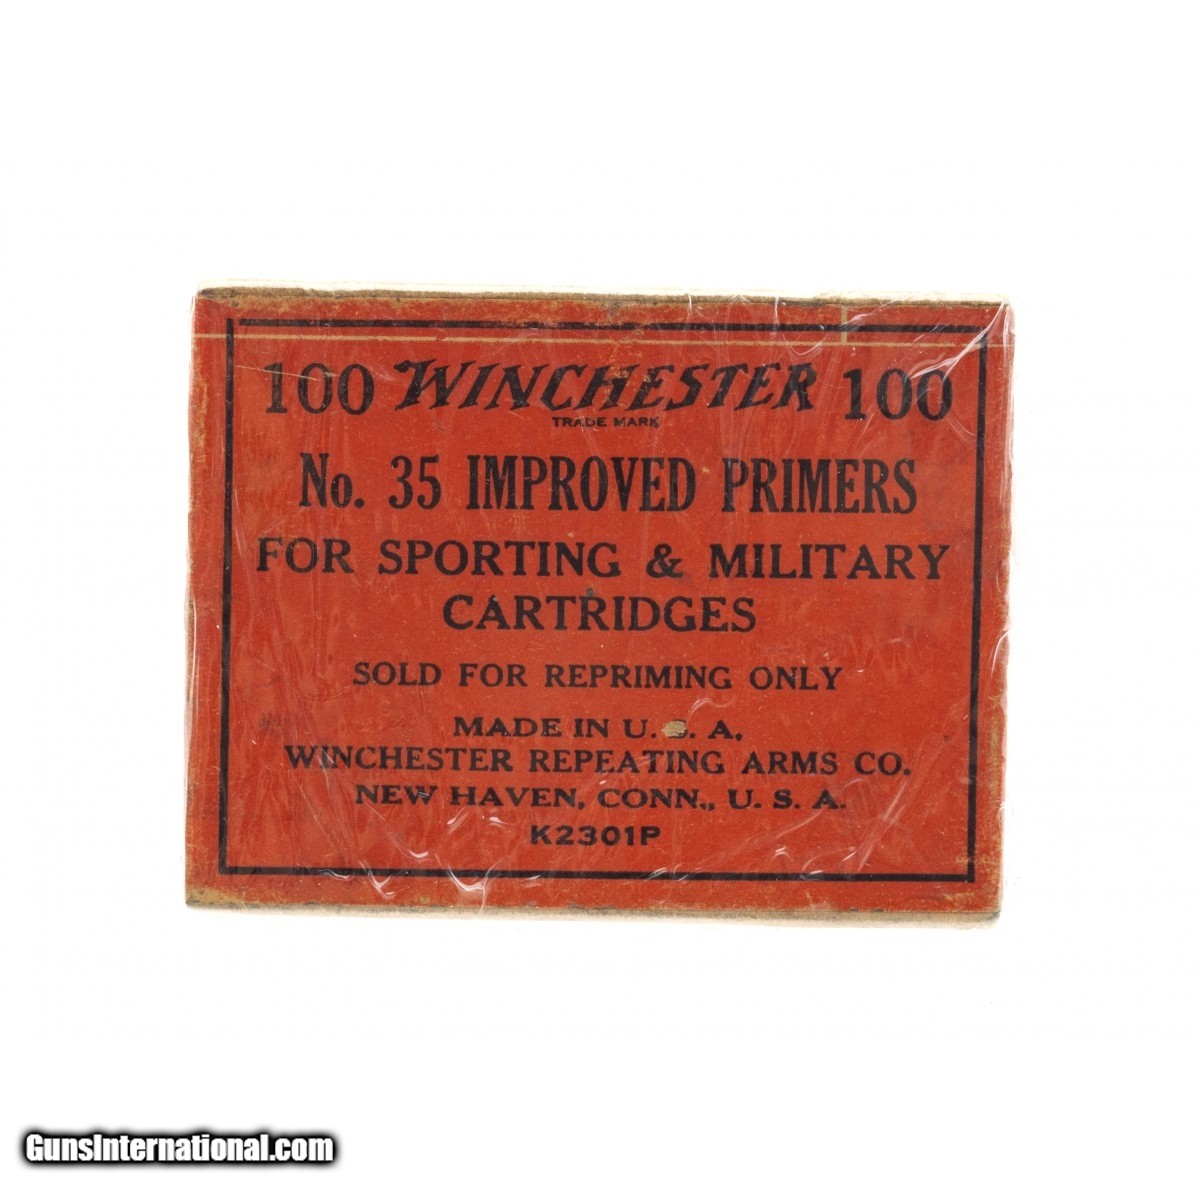 100 WINCHESTER 100
TRADE MARK
No. 35 IMPROVED PRIMERS
FOR SPORTING & MILITARY
CARTRIDGES
SOLD FOR REPRIMING ONLY
MADE IN U. S. A.
WINCHESTER REPEATING ARMS CO.
NEW HAVEN, CONN., U. S. A.
K2301P
GunsInternational.com